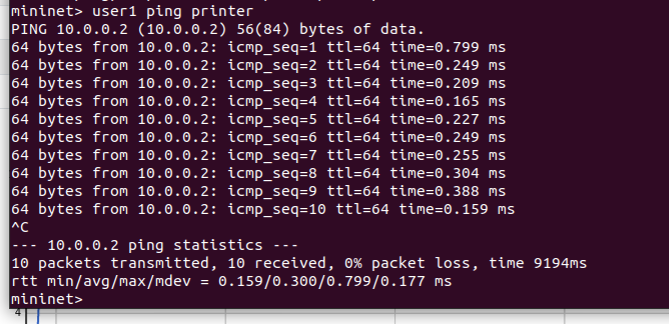 mininet> user1 ping printer
PING 10.0.0.2 (10.0.0.2) 56(84) bytes of data.
64 bytes from 10.0.0.2: icmp_seq=1 ttl=64 time=0.799 ms
64 bytes from 10.0.0.2: icmp_seq=2 ttl=64 time=0.249 ms
64 bytes from 10.0.0.2: icmp_seq=3 ttl=64 time=0.209 ms
64 bytes from 10.0.0.2: icmp_seq=4 ttl=64 time=0.165 ms
64 bytes from 10.0.0.2: icmp_seq=5 ttl=64 time=0.227 ms
64 bytes from 10.0.0.2: icmp_seq=6 ttl=64 time=0.249 ms
64 bytes from 10.0.0.2: icmp_seq=7 ttl=64 time=0.255 ms
64 bytes from 10.0.0.2: icmp_seq=8 ttl=64 time=0.304 ms
64 bytes from 10.0.0.2: icmp_seq=9 ttl=64 time=0.388 ms
64 bytes from 10.0.0.2: icmp_seq=10 ttl=64 time=0.159 ms
^C
--- 10.0.0.2 ping statistics ---
10 packets transmitted, 10 received, 0% packet loss, time 9194ms
rtt min/avg/max/mdev = 0.159/0.300/0.799/0.177 ms
mininet>
4